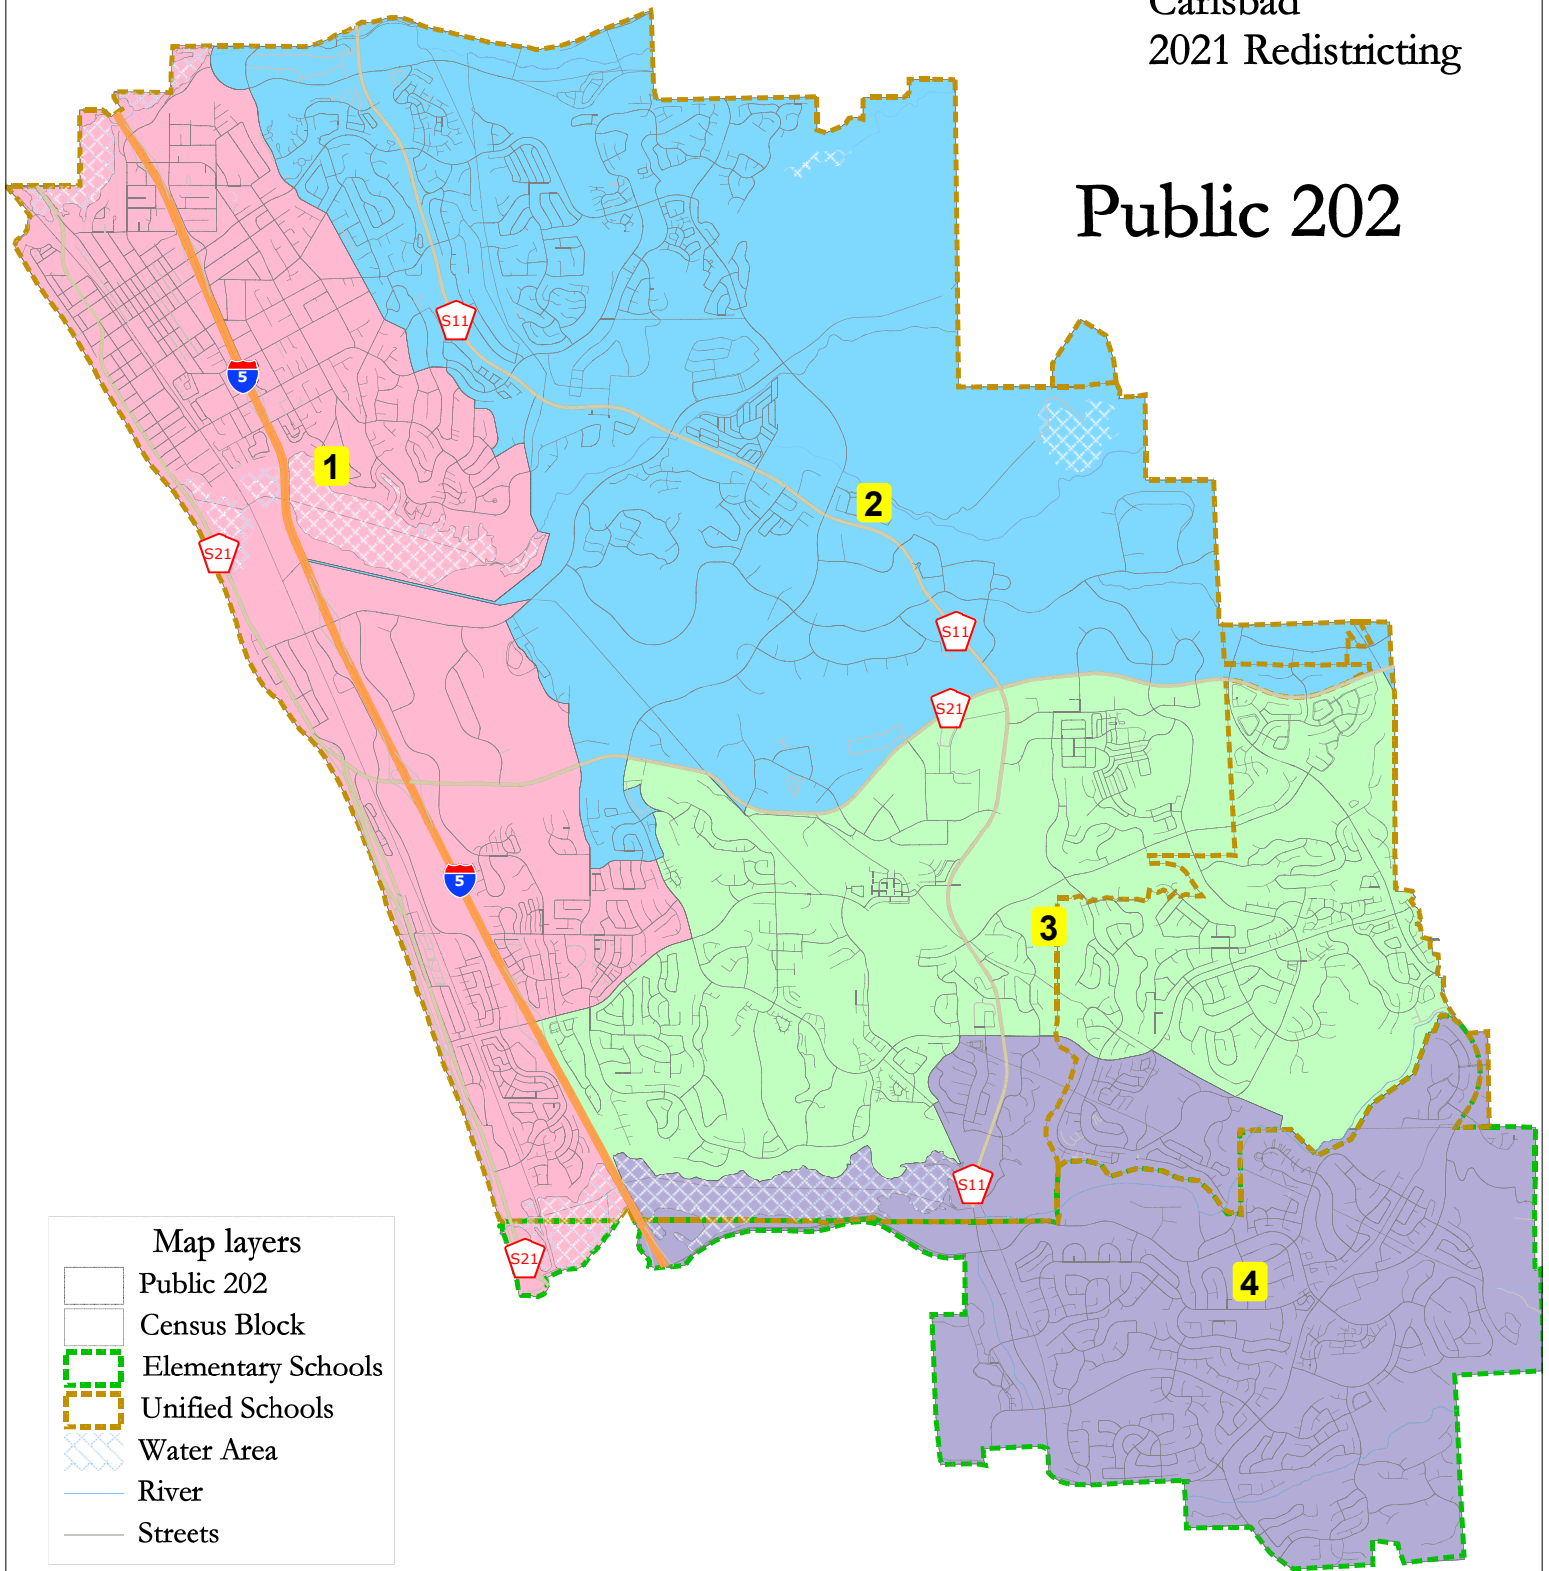 Carlsbad
2021 Redistricting
Public 202
S11
5
1
2
S21
S11
S21
5
3
S11
S21
4
Map layers
Public 202
Census Block
Elementary Schools
Unified Schools
Water Area
River
Streets